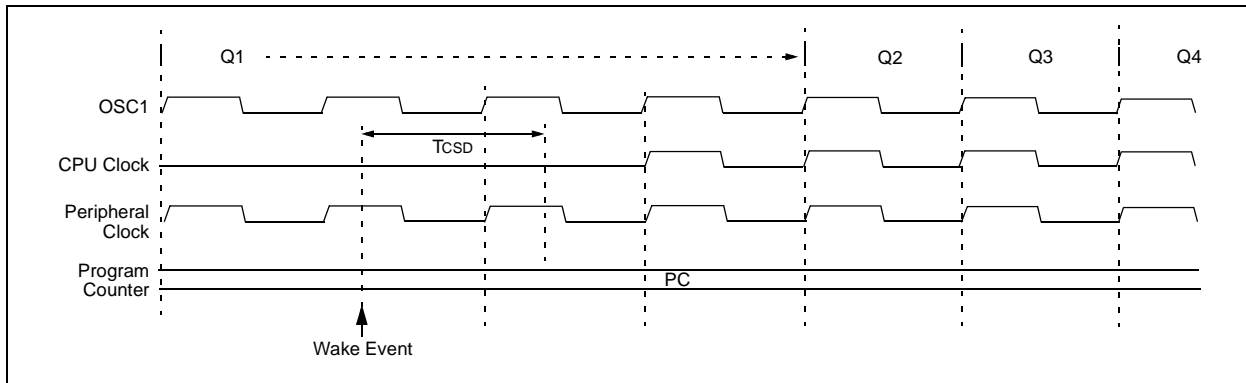 Q1
Q2
Q3
Q4
OSC1
TCSD
CPU Clock
Peripheral
Clock
Program
Counter
PC
Wake Event